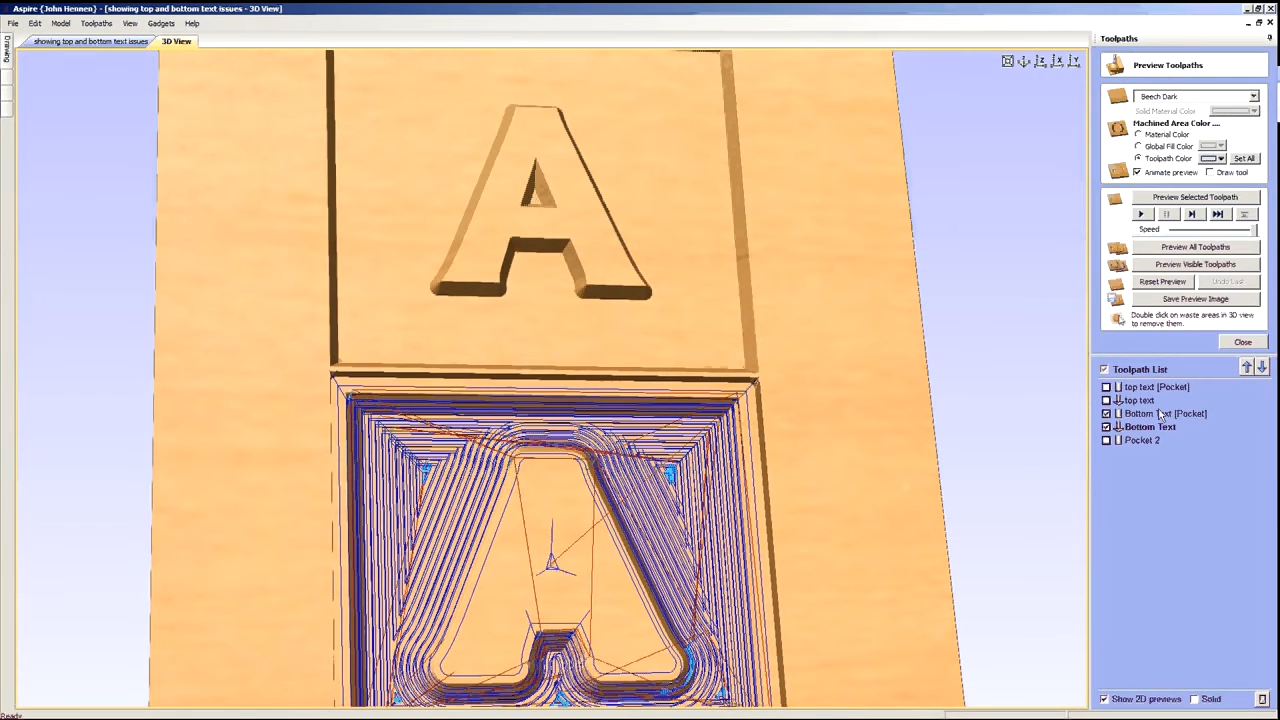 Aspire {John Hennen} - [showing top and bottom text issues - 3D View]
File Edit Model Toolpaths View Gadgets Help
Drawing
showing top and bottom text issues 3D View
Z X Y
Toolpaths
Preview Toolpaths
Beech Dark
Solid Material Color
Machined Area Color ....
Material Color
Global Fill Color
Toolpath Color Set All
Animate preview Draw tool
Preview Selected Toolpath
Speed
Preview All Toolpaths
Preview Visible Toolpaths
Reset Preview Undo Last
Save Preview Image
Double click on waste areas in 3D view
to remove them.
Close
Toolpath List
top text [Pocket]
top text
Bottom [Pocket]
Bottom Text
Pocket 2
A
A
Show 2D previews Solid
Ready